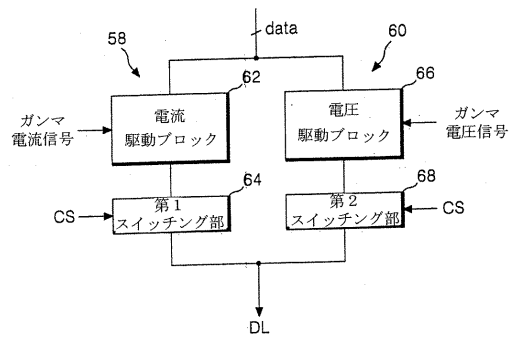 data
58
60
62
66
ガンマ
電流信号
電流
駆動ブロック
電圧
駆動ブロック
ガンマ
電圧信号
64
68
CS
第1
スイッチング部
第2
スイッチング部
CS
DL